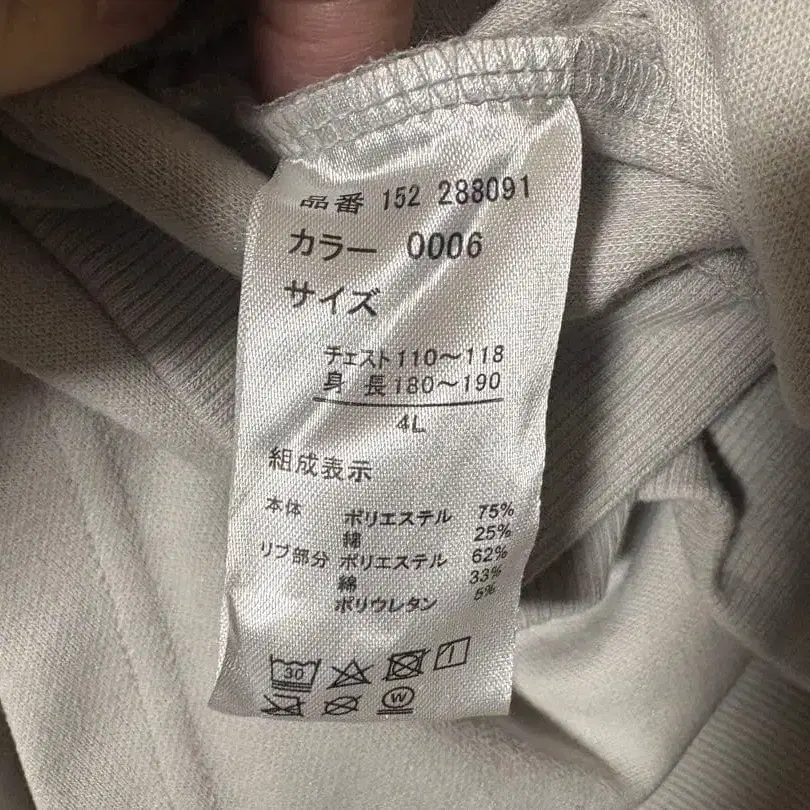 品番 152 288091
カラー 0006
サイズ
チェスト110～118
身 長180～190
4L
組成表示
本体 ポリエステル 75%
綿 25%
リブ部分 ポリエステル 62%
綿 33%
ポリウレタン 5%
30
W